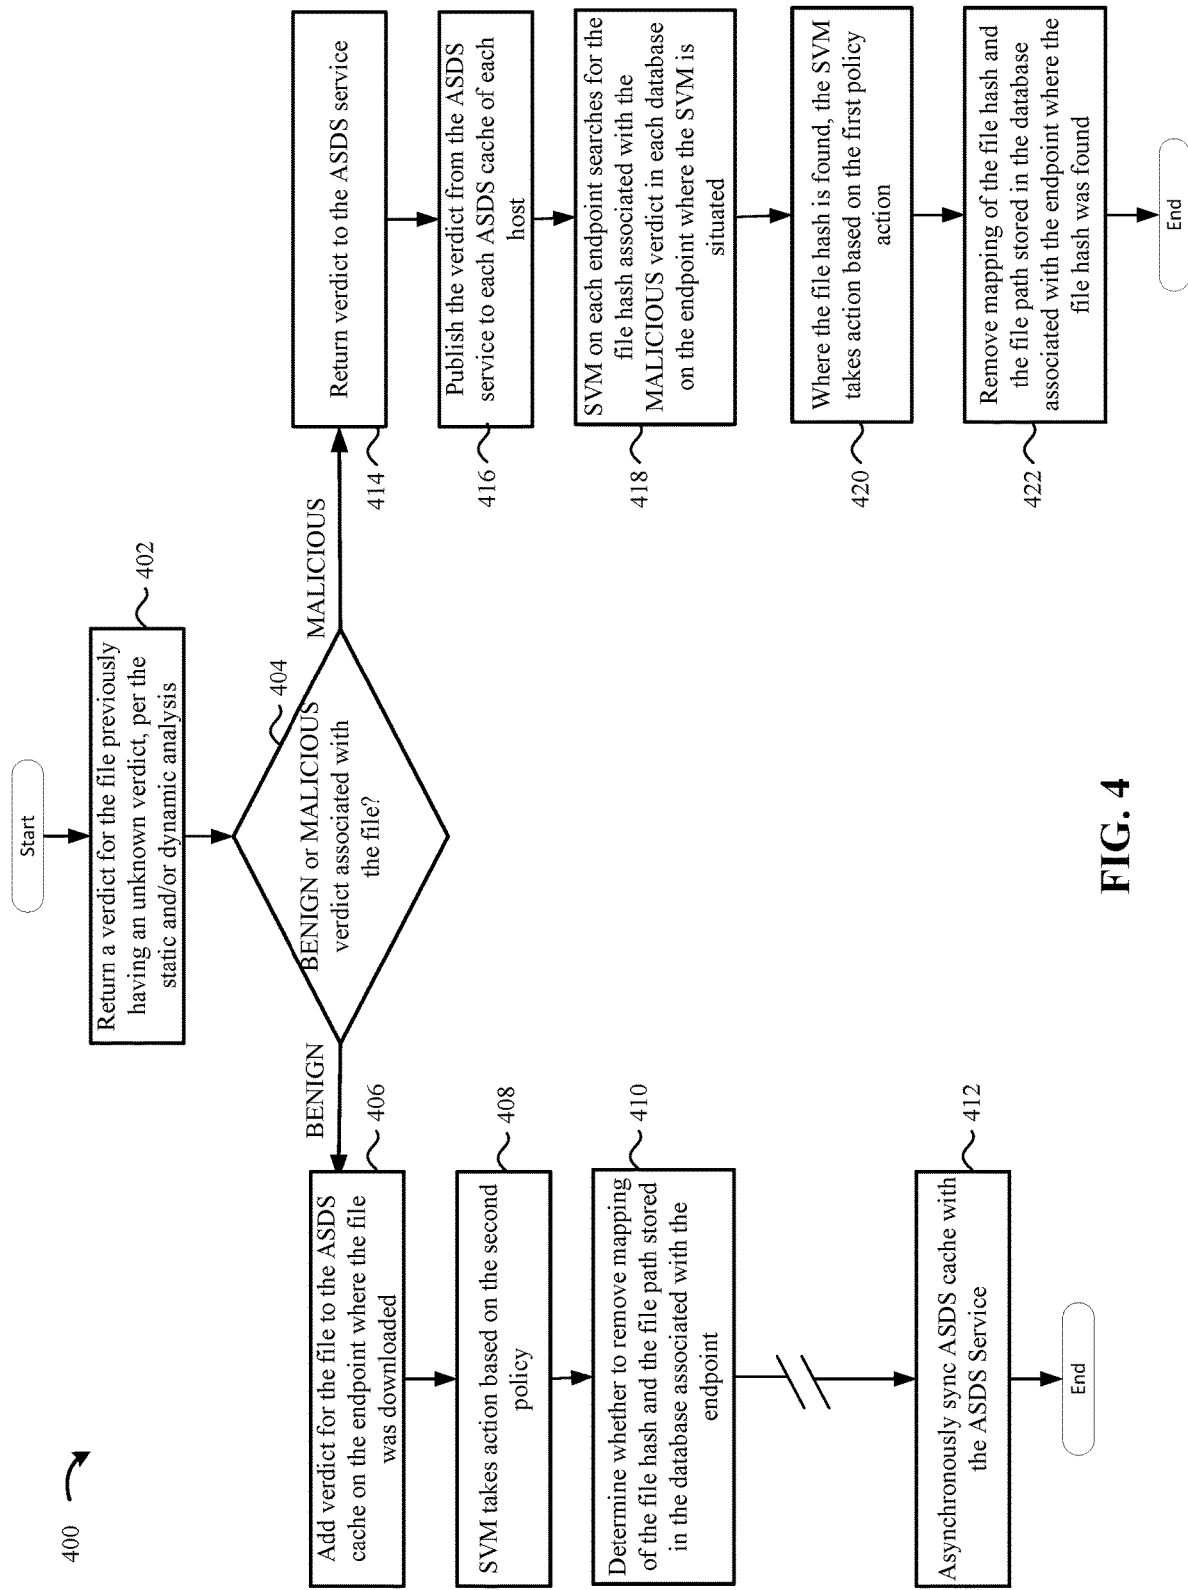 400
Start
402
Return a verdict for the file previously
having an unknown verdict, per the
static and/or dynamic analysis
404
BENIGN or MALICIOUS
verdict associated with
the file?
BENIGN
406
Add verdict for the file to the ASDS
cache on the endpoint where the file
was downloaded
408
SVM takes action based on the second
policy
410
Determine whether to remove mapping
of the file hash and the file path stored
in the database associated with the
endpoint
412
Asynchronously sync ASDS cache with
the ASDS Service
End
MALICIOUS
414
Return verdict to the ASDS service
416
Publish the verdict from the ASDS
service to each ASDS cache of each
host
418
SVM on each endpoint searches for the
file hash associated with the
MALICIOUS verdict in each database
on the endpoint where the SVM is
situated
420
Where the file hash is found, the SVM
takes action based on the first policy
action
422
Remove mapping of the file hash and
the file path stored in the database
associated with the endpoint where the
file hash was found
End
FIG. 4